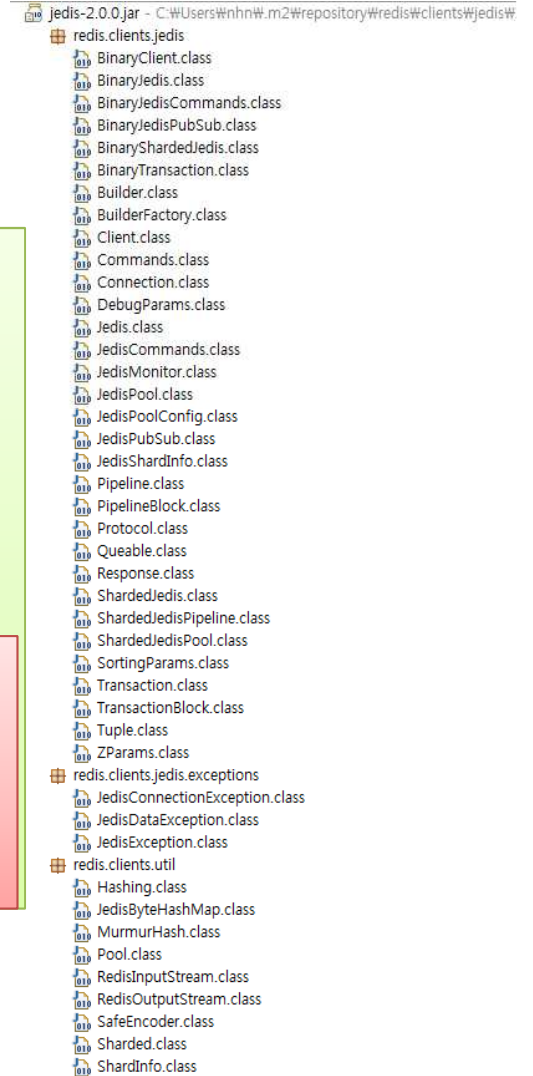 jedis-2.0.0.jar - C:₩Users₩nhn₩.m2₩repository₩redis₩clients₩jedis₩
redis.clients.jedis
BinaryClient.class
BinaryJedis.class
BinaryJedisCommands.class
BinaryJedisPubSub.class
BinaryShardedJedis.class
BinaryTransaction.class
Builder.class
BuilderFactory.class
Client.class
Commands.class
Connection.class
DebugParams.class
Jedis.class
JedisCommands.class
JedisMonitor.class
JedisPool.class
JedisPoolConfig.class
JedisPubSub.class
JedisShardInfo.class
Pipeline.class
PipelineBlock.class
Protocol.class
Queable.class
Response.class
ShardedJedis.class
ShardedJedisPipeline.class
ShardedJedisPool.class
SortingParams.class
Transaction.class
TransactionBlock.class
Tuple.class
ZParams.class
redis.clients.jedis.exceptions
JedisConnectionException.class
JedisDataException.class
JedisException.class
redis.clients.util
Hashing.class
JedisByteHashMap.class
MurmurHash.class
Pool.class
RedisInputStream.class
RedisOutputStream.class
SafeEncoder.class
Sharded.class
ShardInfo.class